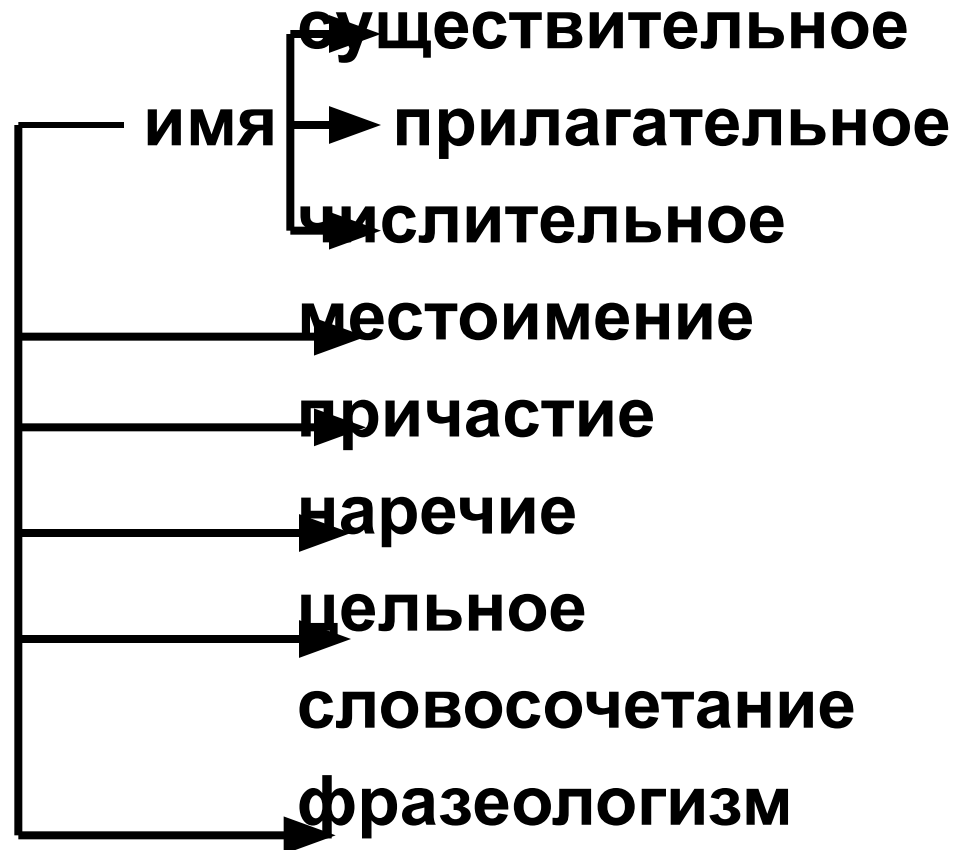 существительное
имя прилагательное
числительное
местоимение
причастие
наречие
цельное
словосочетание
фразеологизм